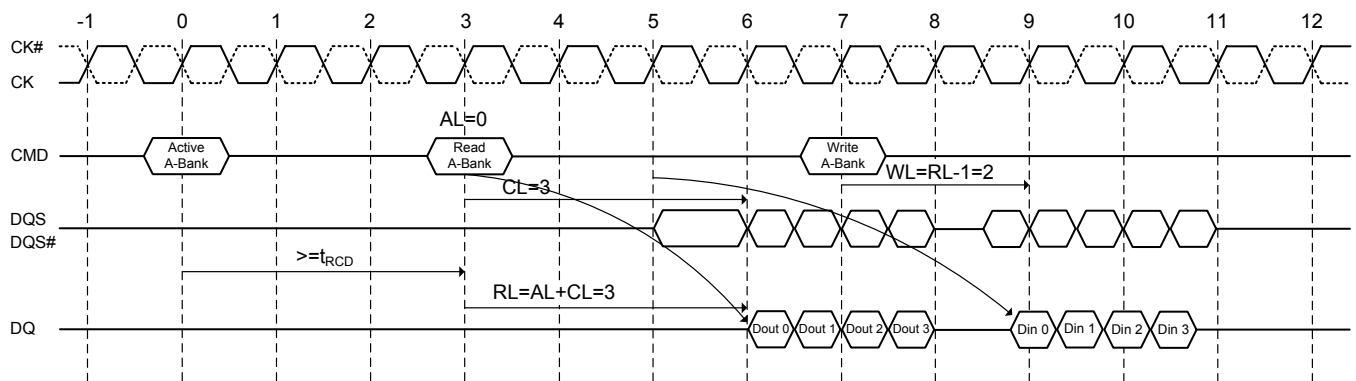 -1 0 1 2 3 4 5 6 7 8 9 10 11 12
CK#
CK
AL=0
CMD
Active
A-Bank
Read
A-Bank
Write
A-Bank
CL=3
WL=RL-1=2
DQS
DQS#
>=tRCD
RL=AL+CL=3
DQ
Dout 0 Dout 1 Dout 2 Dout 3 Din 0 Din 1 Din 2 Din 3